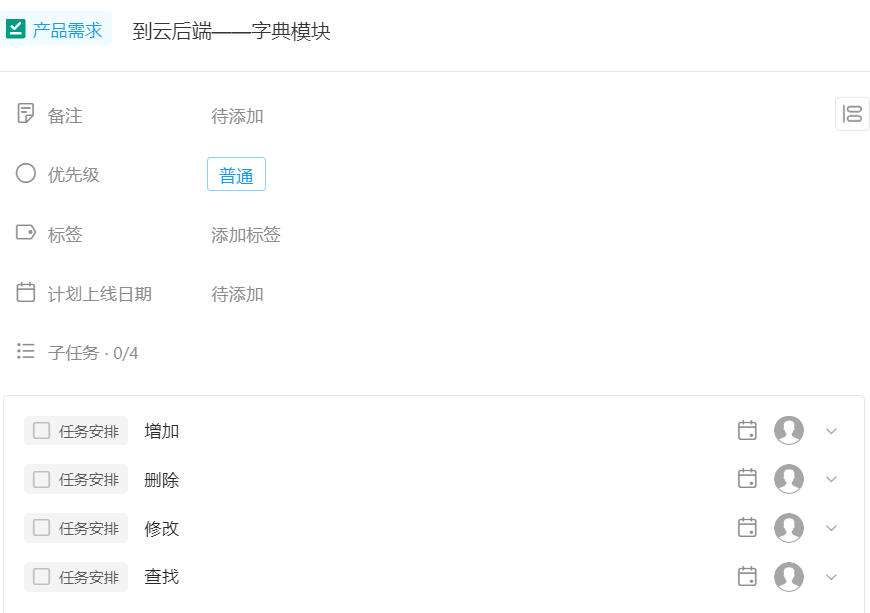 产品需求 到云后端——字典模块
备注 待添加
优先级 普通
标签 添加标签
计划上线日期 待添加
子任务 · 0/4
任务安排 增加
任务安排 删除
任务安排 修改
任务安排 查找